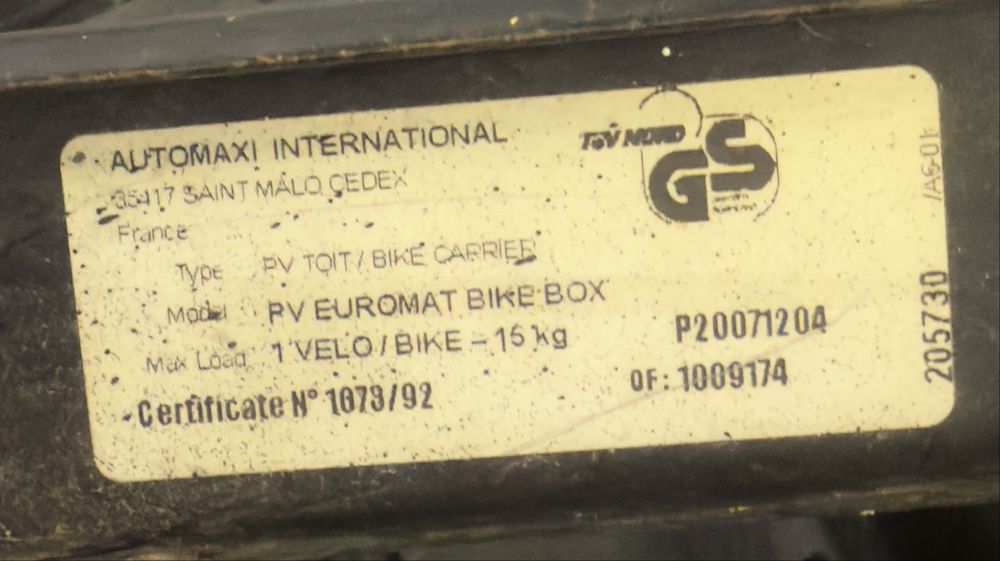 AUTOMAXI INTERNATIONAL
35417 SAINT MALO CEDEX
France
Type PV TOIT / BIKE CARRIER
Model PV EUROMAT BIKE BOX
Max Load 1 VELO / BIKE – 15 kg
Certificate N° 1073/92
TÜV NORD
GS
P20071204
OF: 1009174
205730
/AG-01